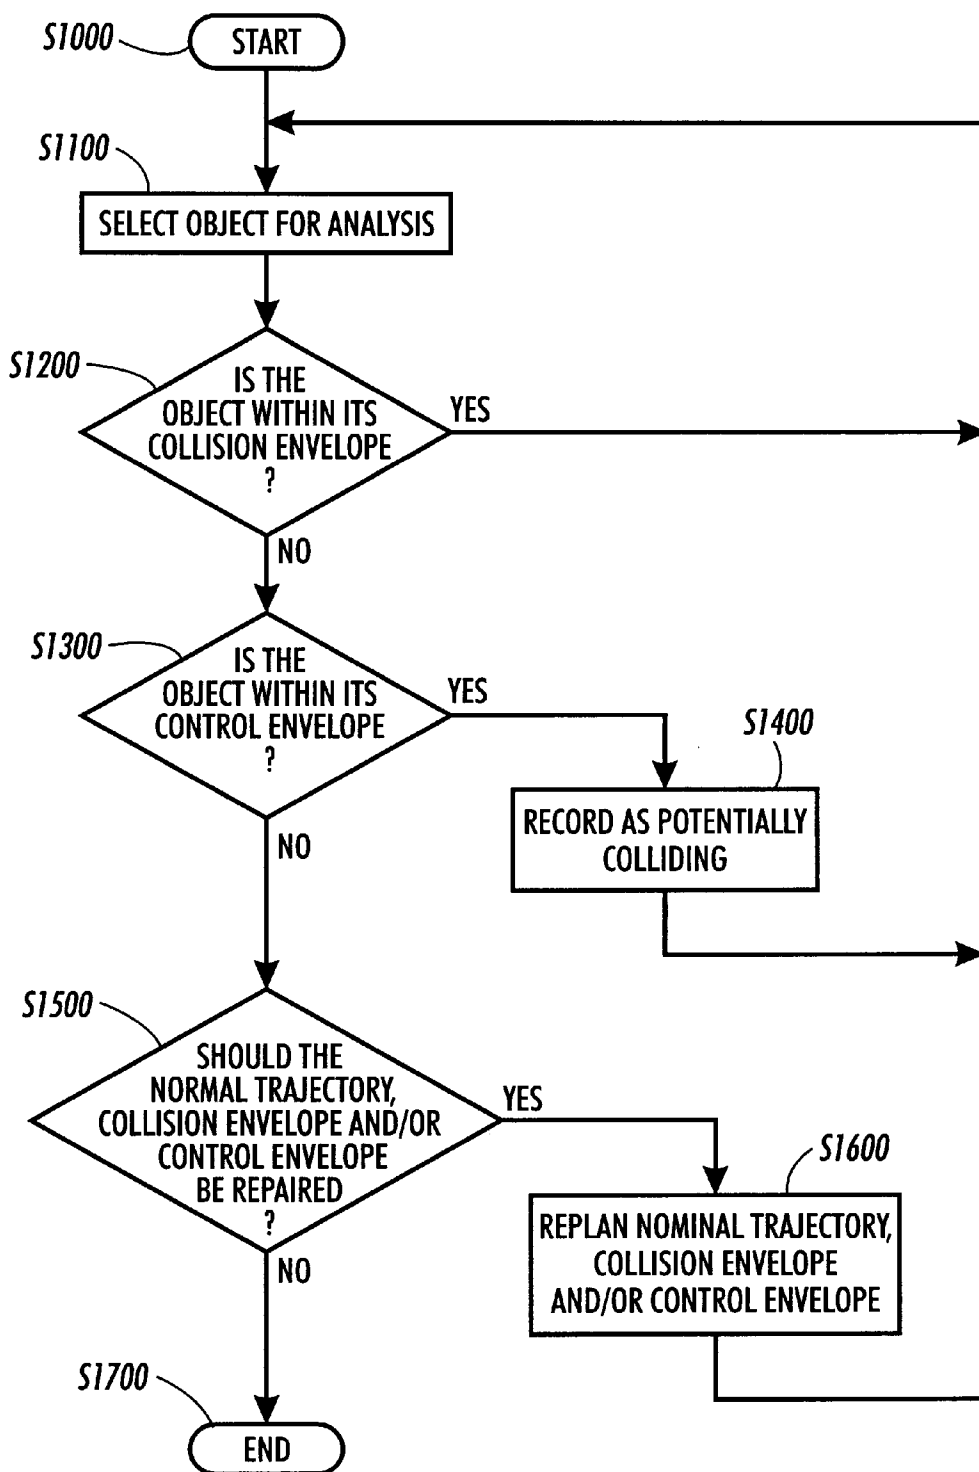 S1000
START
S1100
SELECT OBJECT FOR ANALYSIS
S1200
IS THE
OBJECT WITHIN ITS
COLLISION ENVELOPE
?
YES
NO
S1300
IS THE
OBJECT WITHIN ITS
CONTROL ENVELOPE
?
YES
S1400
RECORD AS POTENTIALLY
COLLIDING
NO
S1500
SHOULD THE
NORMAL TRAJECTORY,
COLLISION ENVELOPE AND/OR
CONTROL ENVELOPE
BE REPAIRED
?
YES
S1600
REPLAN NOMINAL TRAJECTORY,
COLLISION ENVELOPE
AND/OR CONTROL ENVELOPE
NO
S1700
END